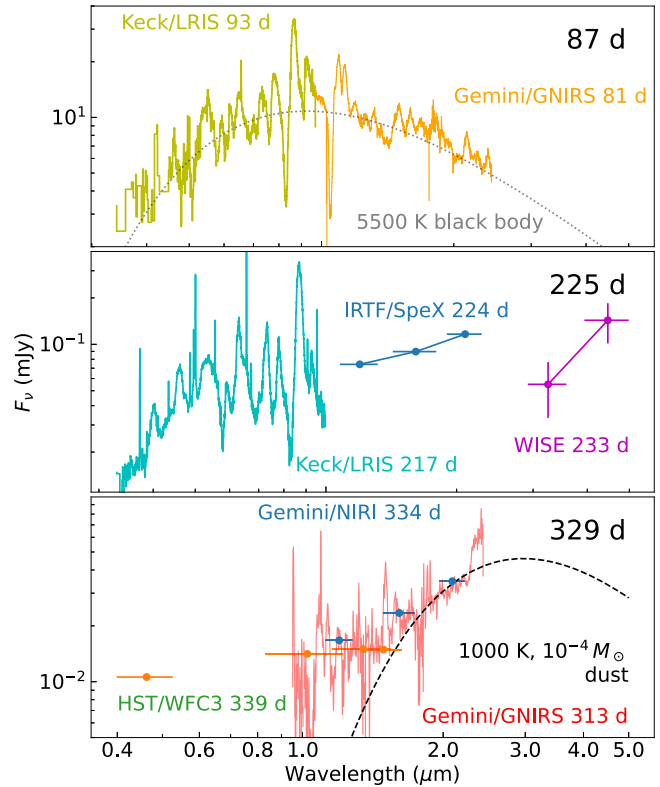 Keck/LRIS 93 d
87 d
Gemini/GNIRS 81 d
10¹
5500 K black body
225 d
IRTF/SpeX 224 d
10⁻¹
F_ν (mJy)
Keck/LRIS 217 d
WISE 233 d
Gemini/NIRI 334 d
329 d
1000 K, 10⁻⁴ M⊙
dust
10⁻²
HST/WFC3 339 d
Gemini/GNIRS 313 d
0.4 0.6 0.8 1.0 2.0 3.0 4.0 5.0
Wavelength (μm)